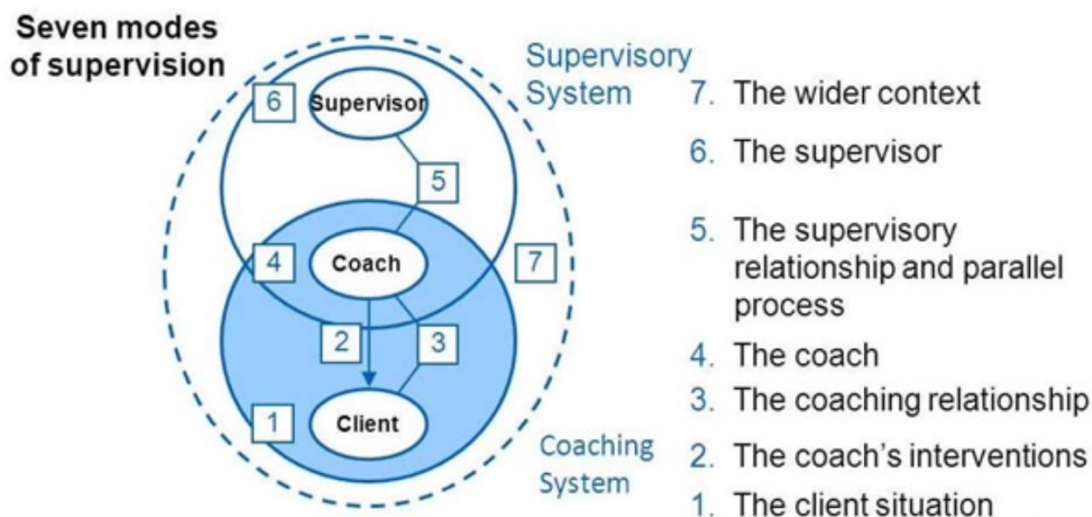 Seven modes
of supervision
Supervisory
System
6
Supervisor
5
4
Coach
7
2
3
1
Client
Coaching
System
7. The wider context
6. The supervisor
5. The supervisory
relationship and parallel
process
4. The coach
3. The coaching relationship
2. The coach's interventions
1. The client situation